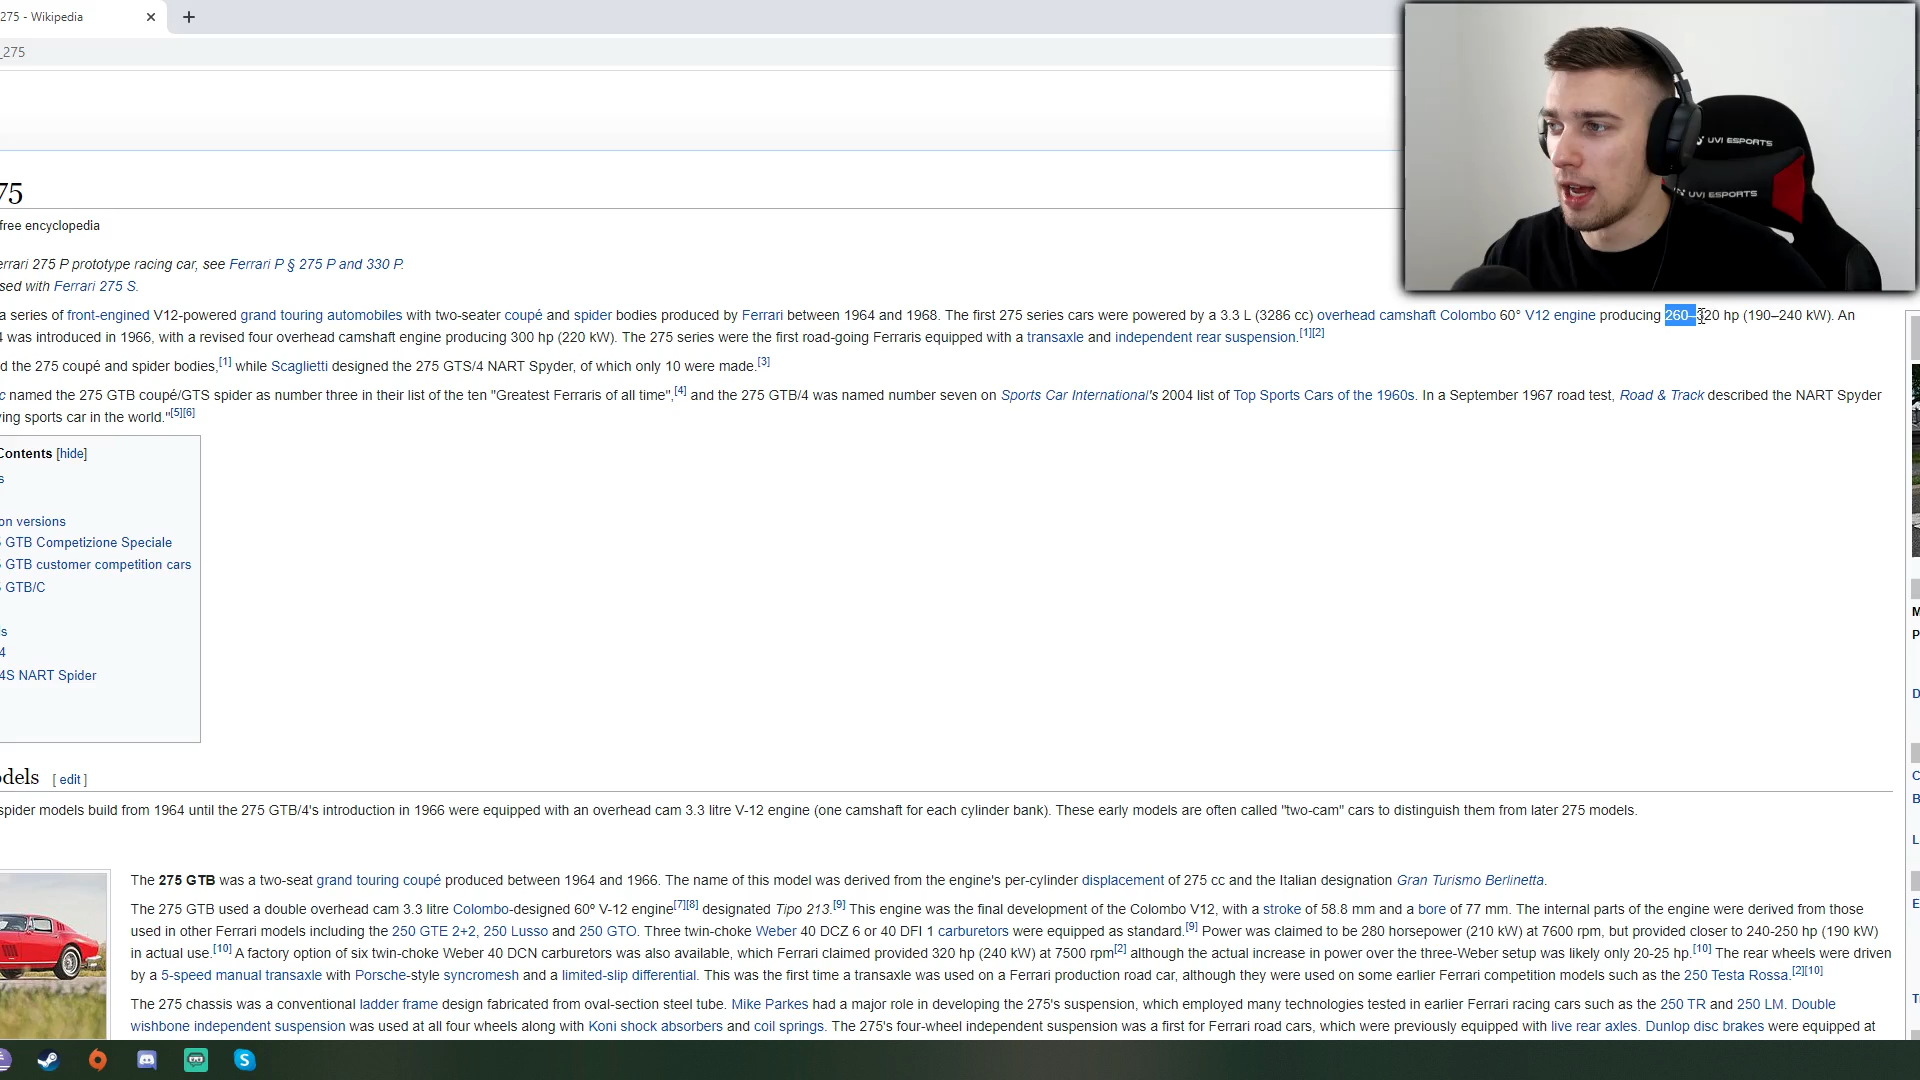 275 - Wikipedia
_275
UVI ESPORTS
UVI ESPORTS
75
free encyclopedia
errari 275 P prototype racing car, see Ferrari P § 275 P and 330 P.
sed with Ferrari 275 S.
a series of front-engined V12-powered grand touring automobiles with two-seater coupé and spider bodies produced by Ferrari between 1964 and 1968. The first 275 series cars were powered by a 3.3 L (3286 cc) overhead camshaft Colombo 60° V12 engine producing 260–320 hp (190–240 kW). An
4 was introduced in 1966, with a revised four overhead camshaft engine producing 300 hp (220 kW). The 275 series were the first road-going Ferraris equipped with a transaxle and independent rear suspension.[1][2]
d the 275 coupé and spider bodies,[1] while Scaglietti designed the 275 GTS/4 NART Spyder, of which only 10 were made.[3]
c named the 275 GTB coupé/GTS spider as number three in their list of the ten "Greatest Ferraris of all time",[4] and the 275 GTB/4 was named number seven on Sports Car International's 2004 list of Top Sports Cars of the 1960s. In a September 1967 road test, Road & Track described the NART Spyder
ving sports car in the world."[5][6]
Contents [hide]
s
on versions
5 GTB Competizione Speciale
5 GTB customer competition cars
5 GTB/C
ls
4
4S NART Spider
odels [ edit ]
spider models build from 1964 until the 275 GTB/4's introduction in 1966 were equipped with an overhead cam 3.3 litre V-12 engine (one camshaft for each cylinder bank). These early models are often called "two-cam" cars to distinguish them from later 275 models.
The 275 GTB was a two-seat grand touring coupé produced between 1964 and 1966. The name of this model was derived from the engine's per-cylinder displacement of 275 cc and the Italian designation Gran Turismo Berlinetta.
The 275 GTB used a double overhead cam 3.3 litre Colombo-designed 60º V-12 engine[7][8] designated Tipo 213.[9] This engine was the final development of the Colombo V12, with a stroke of 58.8 mm and a bore of 77 mm. The internal parts of the engine were derived from those
used in other Ferrari models including the 250 GTE 2+2, 250 Lusso and 250 GTO. Three twin-choke Weber 40 DCZ 6 or 40 DFI 1 carburetors were equipped as standard.[9] Power was claimed to be 280 horsepower (210 kW) at 7600 rpm, but provided closer to 240-250 hp (190 kW)
in actual use.[10] A factory option of six twin-choke Weber 40 DCN carburetors was also available, which Ferrari claimed provided 320 hp (240 kW) at 7500 rpm[2] although the actual increase in power over the three-Weber setup was likely only 20-25 hp.[10] The rear wheels were driven
by a 5-speed manual transaxle with Porsche-style syncromesh and a limited-slip differential. This was the first time a transaxle was used on a Ferrari production road car, although they were used on some earlier Ferrari competition models such as the 250 Testa Rossa.[2][10]
The 275 chassis was a conventional ladder frame design fabricated from oval-section steel tube. Mike Parkes had a major role in developing the 275's suspension, which employed many technologies tested in earlier Ferrari racing cars such as the 250 TR and 250 LM. Double
wishbone independent suspension was used at all four wheels along with Koni shock absorbers and coil springs. The 275's four-wheel independent suspension was a first for Ferrari road cars, which were previously equipped with live rear axles. Dunlop disc brakes were equipped at
M
P
D
C
B
L
E
T